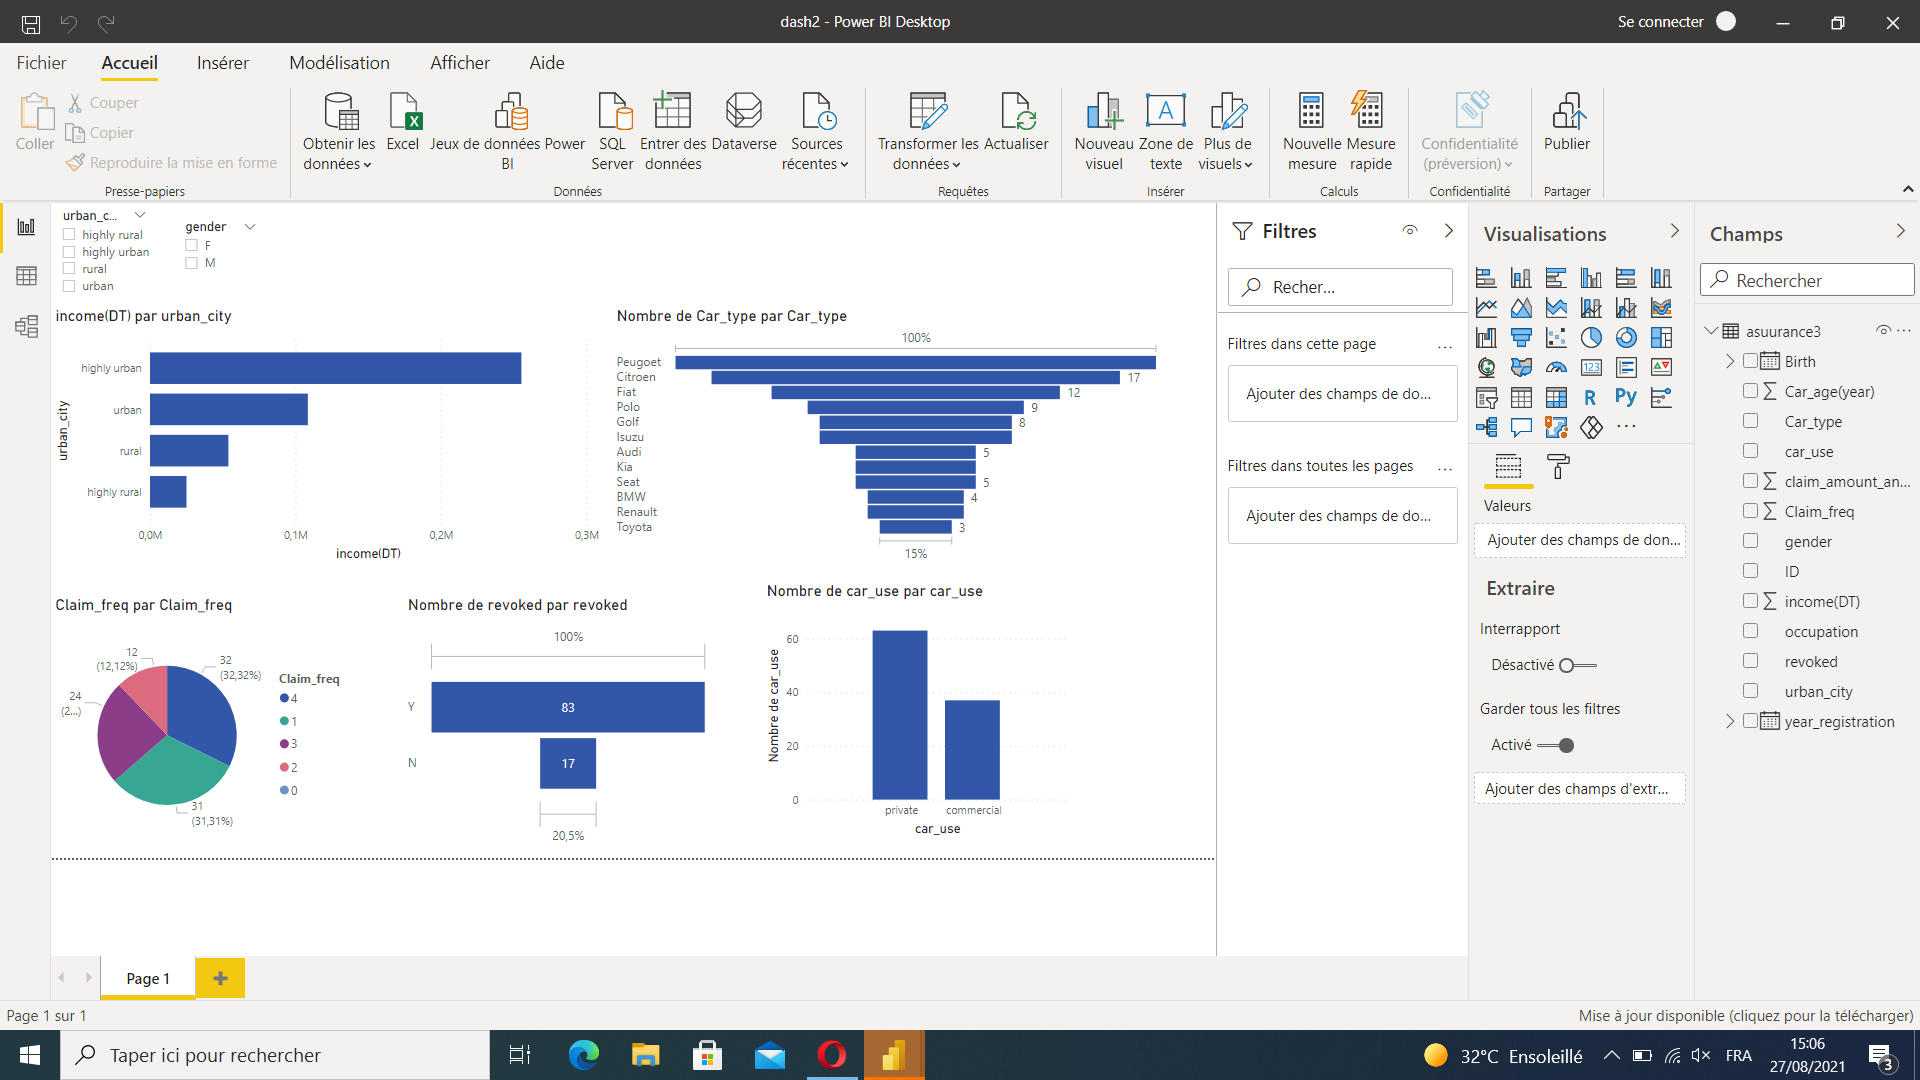 dash2 - Power BI Desktop
Se connecter
Fichier
Accueil
Insérer
Modélisation
Afficher
Aide
Coller
Couper
Copier
Reproduire la mise en forme
Presse-papiers
Obtenir les
données
Excel
Jeux de données Power
BI
SQL
Server
Entrer des
données
Dataverse
Sources
récentes
Données
Transformer les
données
Actualiser
Requêtes
Nouveau
visuel
Zone de
texte
Plus de
visuels
Insérer
Nouvelle
mesure
Mesure
rapide
Calculs
Confidentialité
(préversion)
Confidentialité
Publier
Partager
urban_c...
highly rural
highly urban
rural
urban
gender
F
M
income(DT) par urban_city
urban_city
highly urban
urban
rural
highly rural
0,0M
0,1M
0,2M
0,3M
income(DT)
Nombre de Car_type par Car_type
100%
Peugoet
Citroen
17
Fiat
12
Polo
9
Golf
8
Isuzu
Audi
5
Kia
Seat
5
BMW
4
Renault
Toyota
3
15%
Claim_freq par Claim_freq
32
(32,32%)
31
(31,31%)
24
(2...)
12
(12,12%)
Claim_freq
4
1
3
2
0
Nombre de revoked par revoked
100%
Y
83
N
17
20,5%
Nombre de car_use par car_use
Nombre de car_use
60
40
20
0
private
commercial
car_use
Filtres
Recher...
Filtres dans cette page
...
Ajouter des champs de do...
Filtres dans toutes les pages
...
Ajouter des champs de do...
Visualisations
123
R
Py
...
Valeurs
Ajouter des champs de don...
Extraire
Interrapport
Désactivé
Garder tous les filtres
Activé
Ajouter des champs d'extr...
Champs
Rechercher
asuurance3
...
Birth
Car_age(year)
Car_type
car_use
claim_amount_an...
Claim_freq
gender
ID
income(DT)
occupation
revoked
urban_city
year_registration
Page 1
Page 1 sur 1
Mise à jour disponible (cliquez pour la télécharger)
Taper ici pour rechercher
32°C Ensoleillé
FRA
15:06
27/08/2021
3